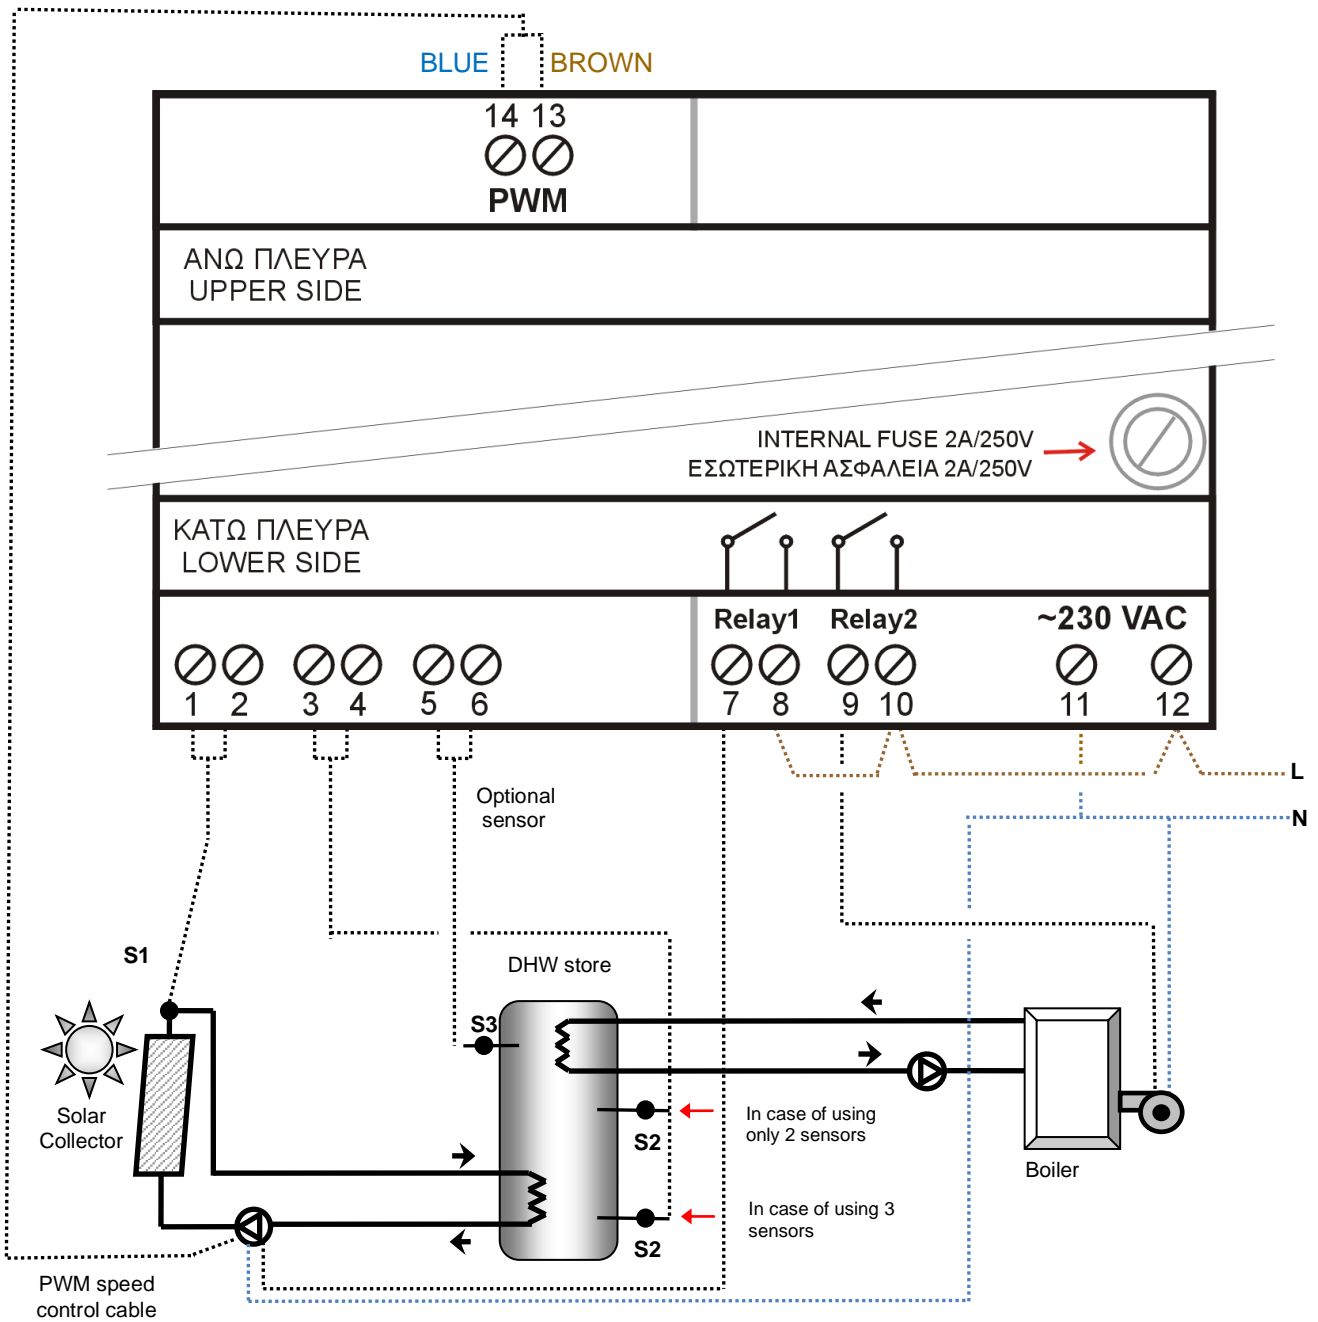 BLUE BROWN
14 13
PWM
ΑΝΩ ΠΛΕΥΡΑ
UPPER SIDE
INTERNAL FUSE 2A/250V
ΕΣΩΤΕΡΙΚΗ ΑΣΦΑΛΕΙΑ 2A/250V
ΚΑΤΩ ΠΛΕΥΡΑ
LOWER SIDE
Relay1 Relay2 ~230 VAC
1 2 3 4 5 6 7 8 9 10 11 12
L
Optional
sensor
N
S1
DHW store
S3
Solar
Collector
In case of using
only 2 sensors
S2
Boiler
In case of using 3
sensors
S2
PWM speed
control cable